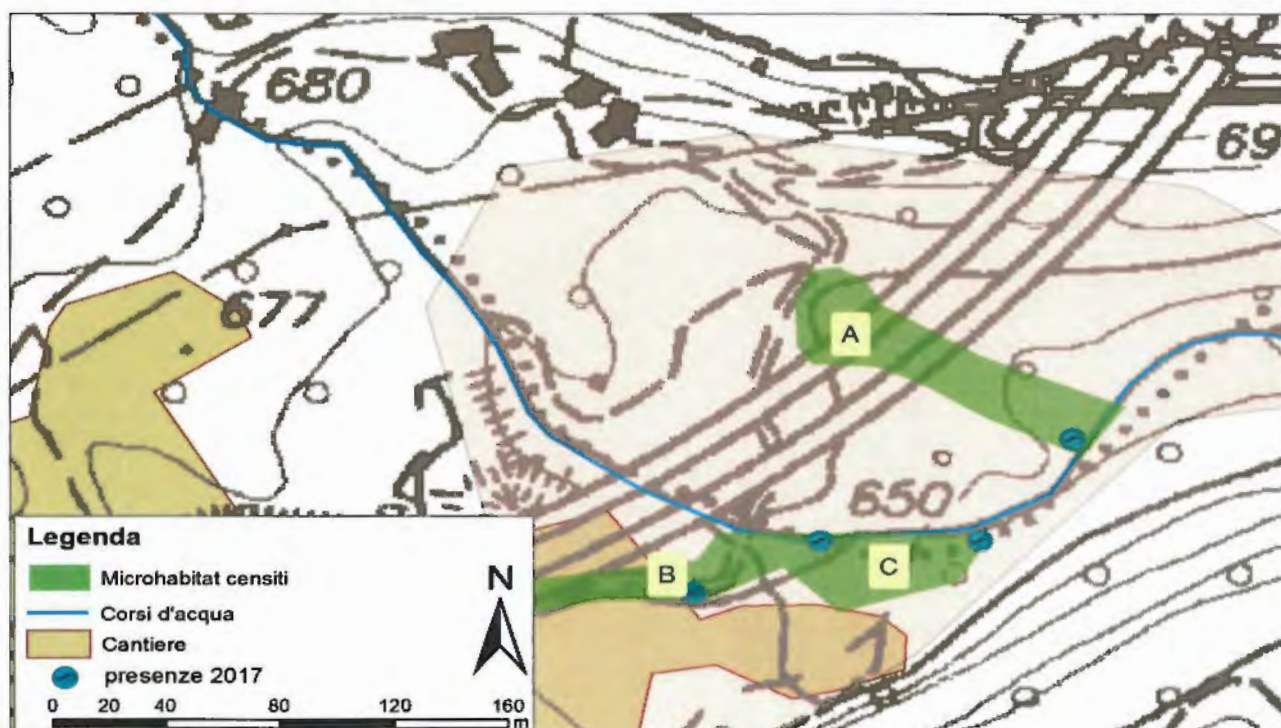 680
69
677
A
650
B
C
Legenda
Microhabitat censiti
Corsi d'acqua
Cantiere
presenze 2017
N
0 20 40 80 120 160
m